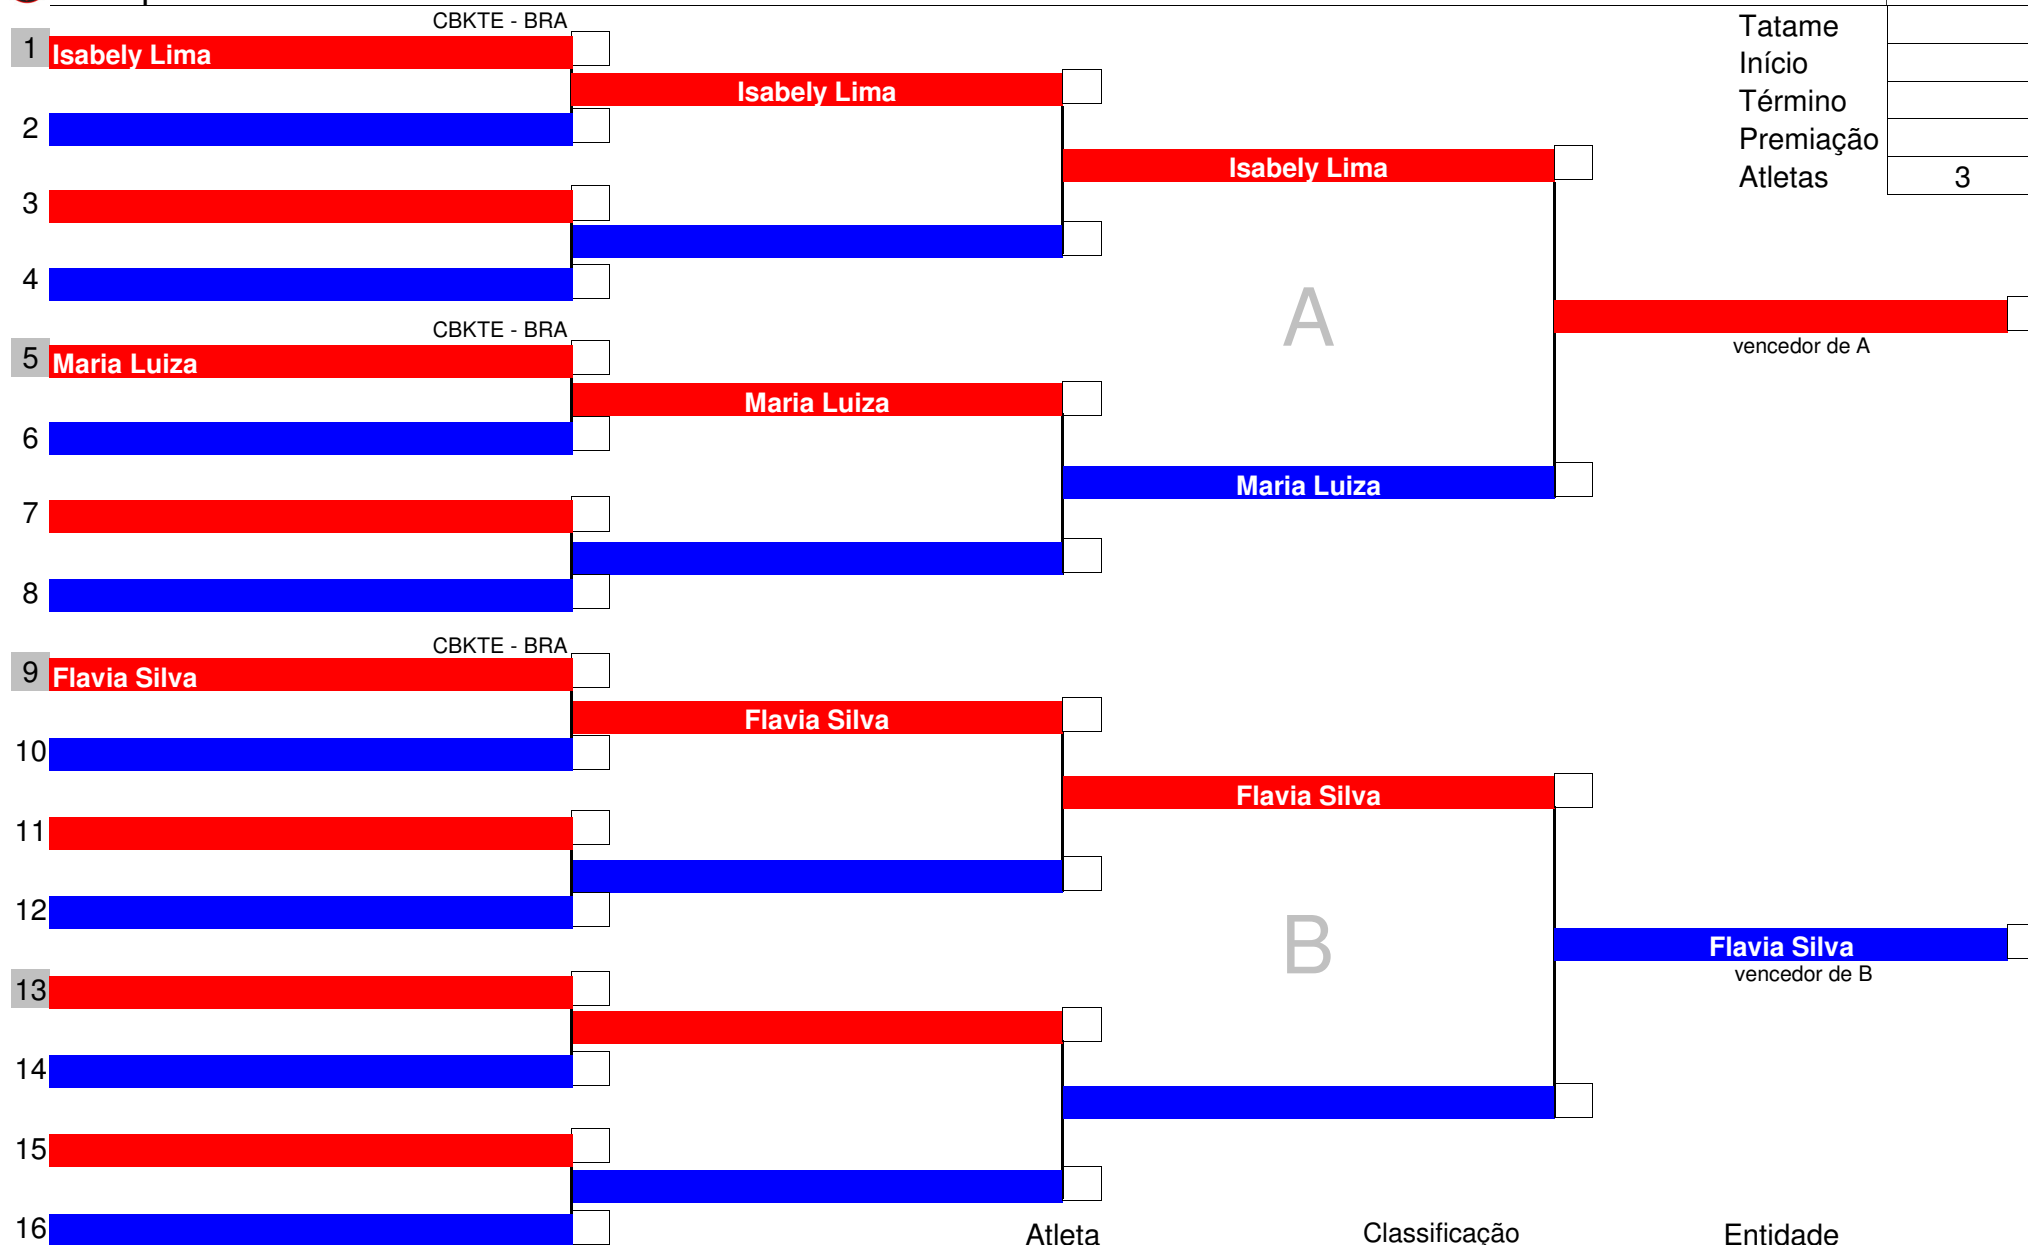 CBKTE - BRA
Tatame
1 Isabely Lima
Início
Isabely Lima
Término
2
Premiação
Isabely Lima
Atletas 3
3
4
A
CBKTE - BRA
vencedor de A
5 Maria Luiza
Maria Luiza
6
Maria Luiza
7
8
CBKTE - BRA
9 Flavia Silva
Flavia Silva
10
Flavia Silva
11
12
B
Flavia Silva
vencedor de B
13
14
15
16
Atleta Classificação Entidade